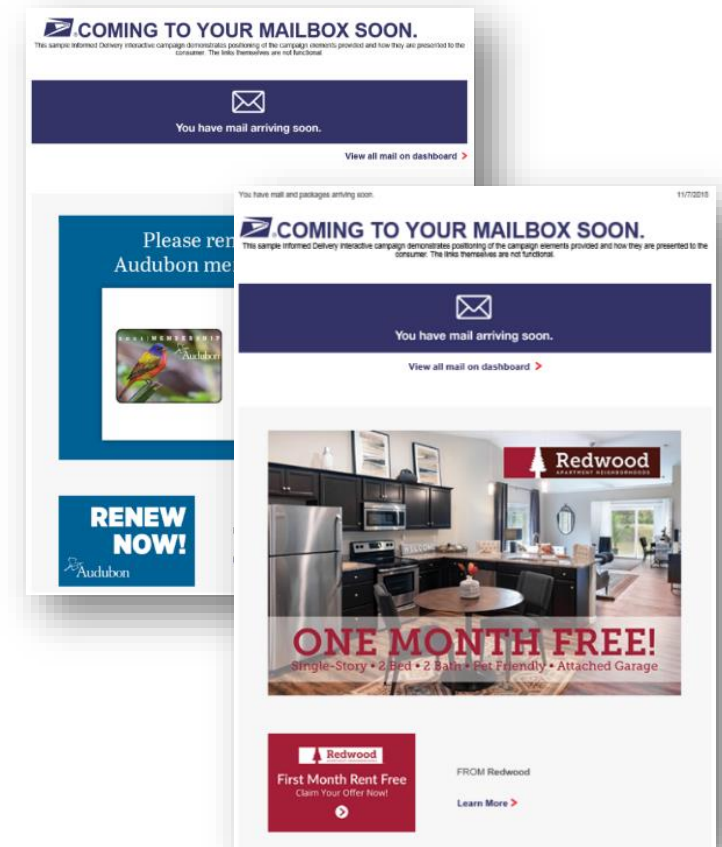 COMING TO YOUR MAILBOX SOON.
This sample Informed Delivery interactive campaign demonstrates positioning of the campaign elements provided and how they are presented to the
consumer. The links themselves are not functional
You have mail arriving soon.
View all mail on dashboard >
Please ren
Audubon me
2021 | MEMBERSHIP
Audubon
RENEW
NOW!
Audubon
You have mail and packages arriving soon.
11/7/2018
COMING TO YOUR MAILBOX SOON.
This sample Informed Delivery interactive campaign demonstrates positioning of the campaign elements provided and how they are presented to the
consumer. The links themselves are not functional.
You have mail arriving soon.
View all mail on dashboard >
Redwood
APARTMENT NEIGHBORHOODS
WELCOME
ONE MONTH FREE!
Single-Story • 2 Bed • 2 Bath • Pet Friendly • Attached Garage
Redwood
First Month Rent Free
Claim Your Offer Now!
FROM Redwood
Learn More >